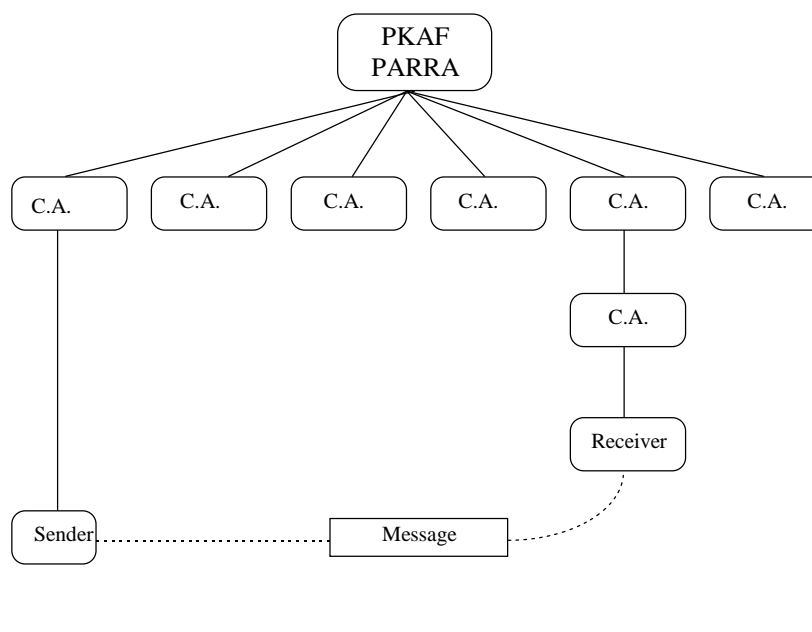 PKAF
PARRA
C.A.
C.A.
C.A.
C.A.
C.A.
C.A.
C.A.
Receiver
Sender
Message